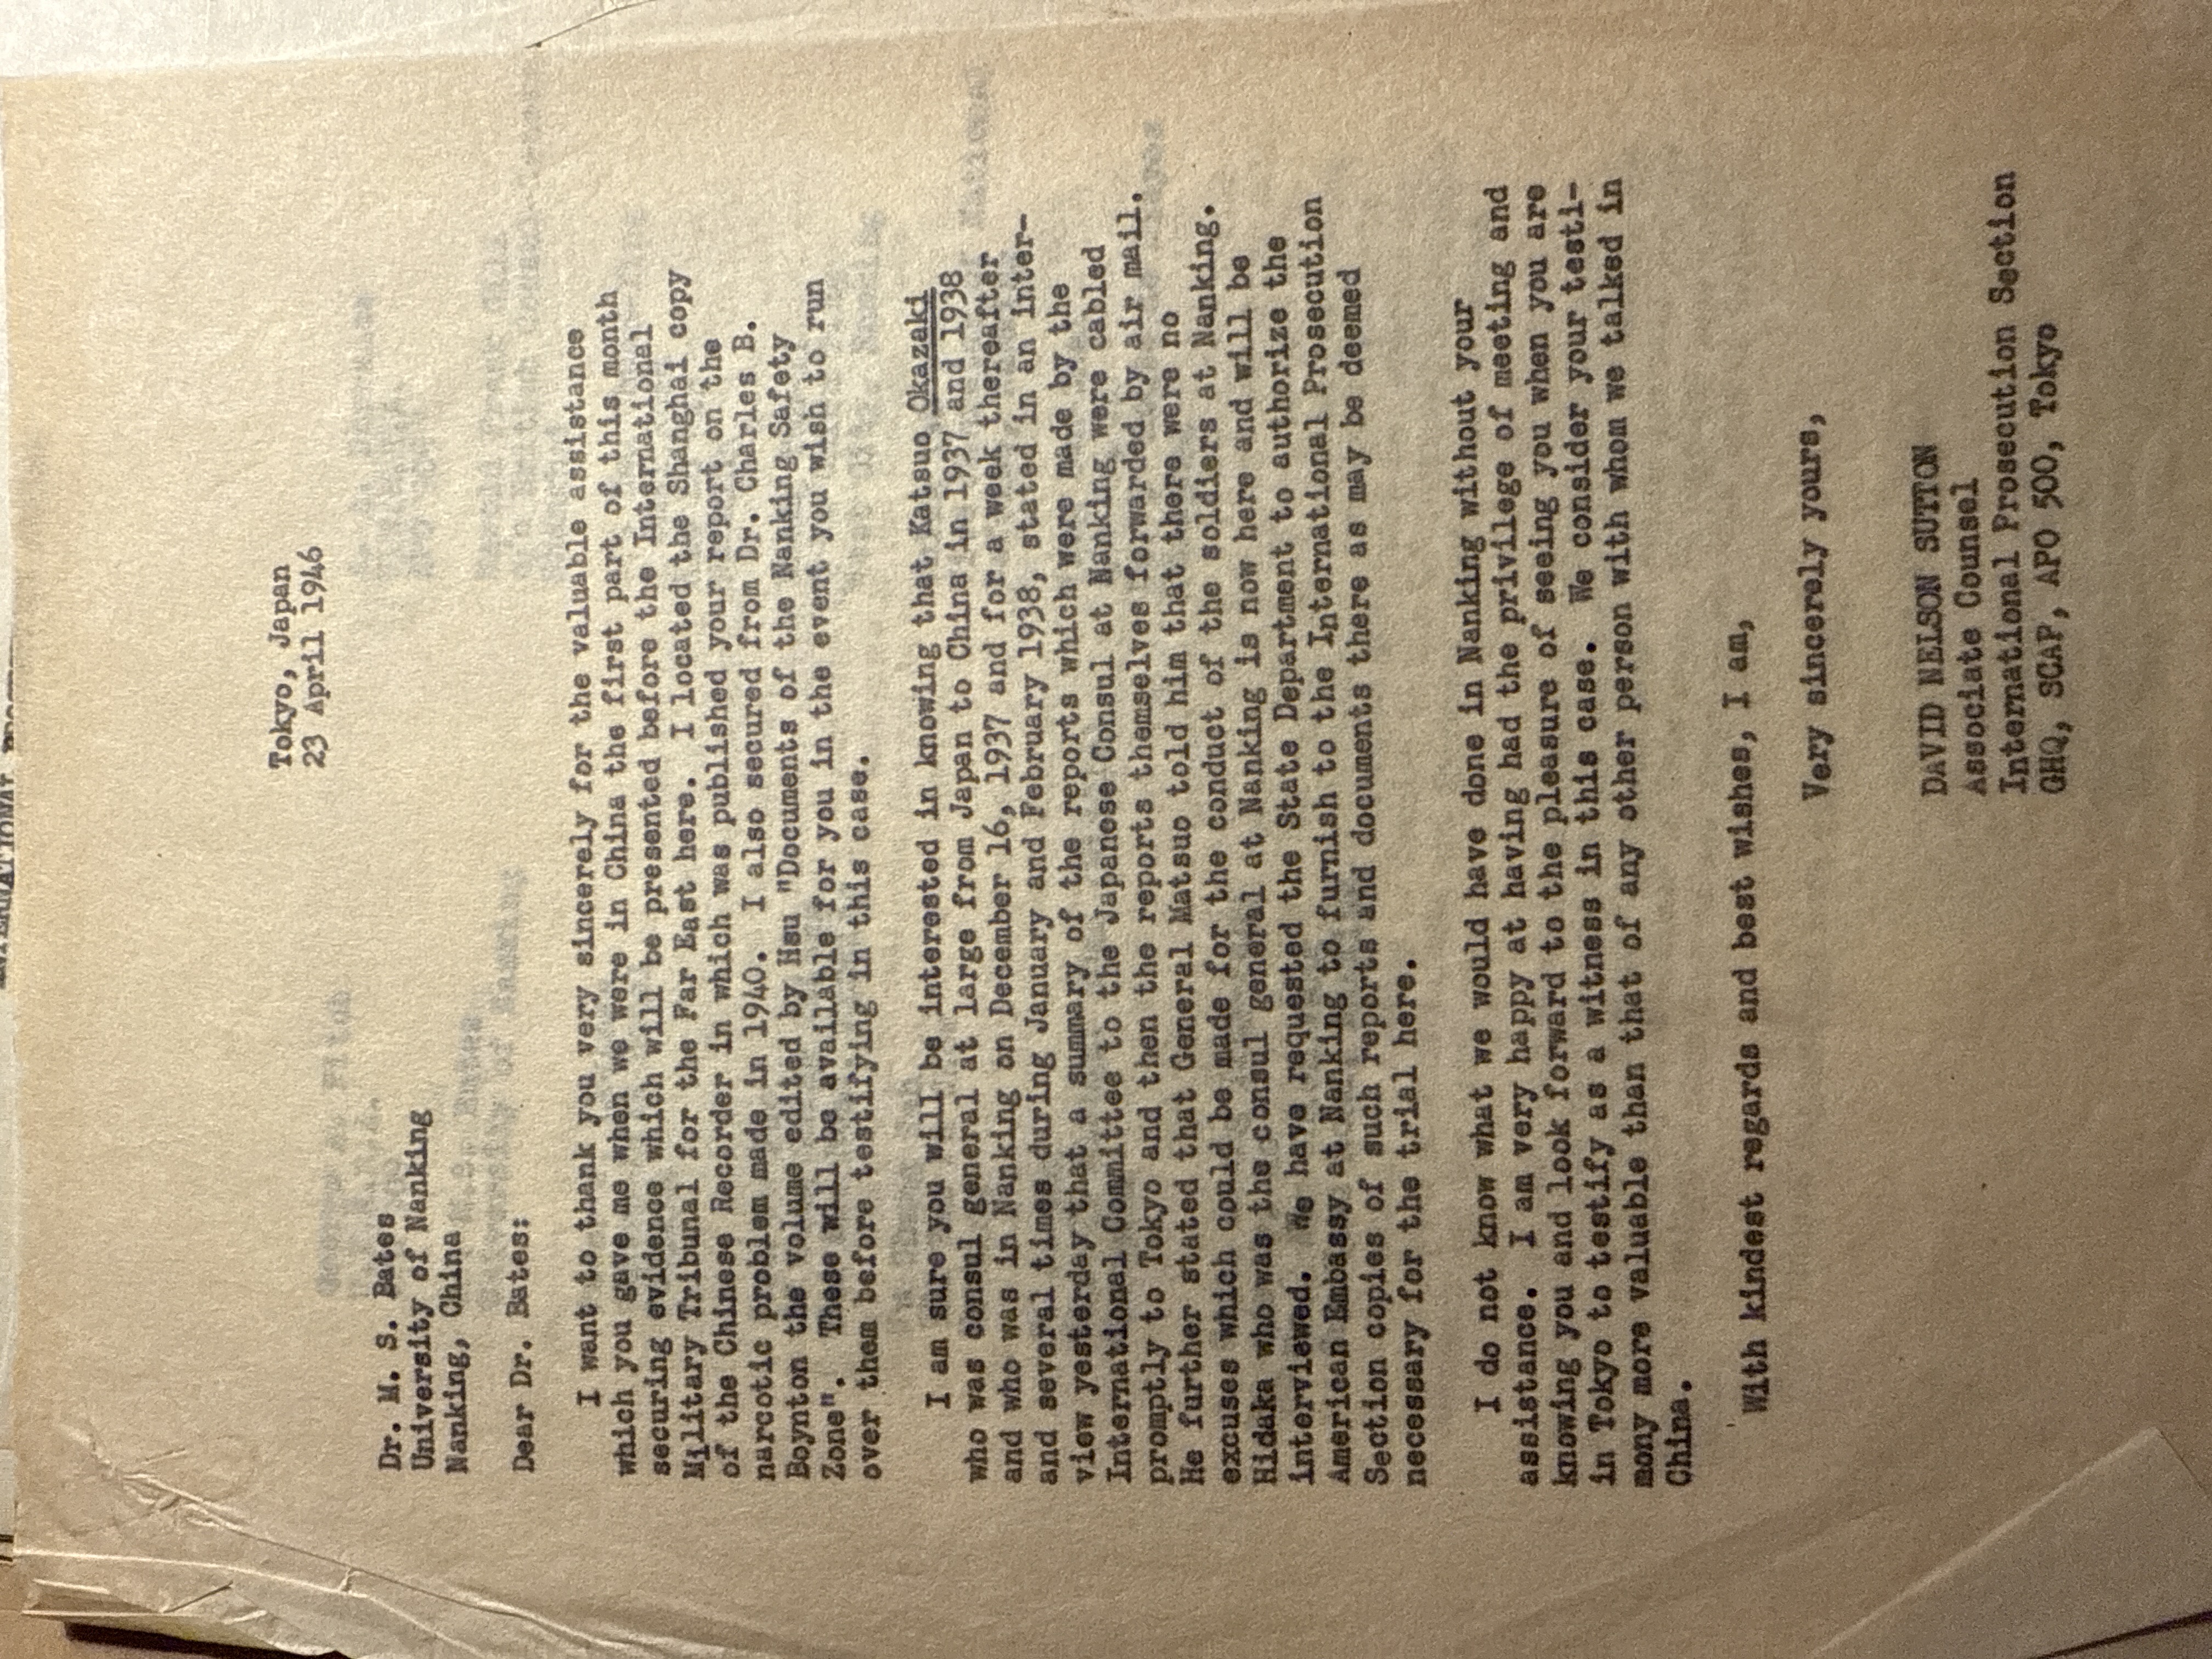 Tokyo, Japan
23 April 1946
Dr. M. S. Bates
University of Nanking
Nanking, China
Dear Dr. Bates:
I want to thank you very sincerely for the valuable assistance
which you gave me when we were in China the first part of this month
securing evidence which will be presented before the International
Military Tribunal for the Far East here. I located the Shanghai copy
of the Chinese Recorder in which was published your report on the
narcotic problem made in 1940. I also secured from Dr. Charles B.
Boynton the volume edited by Hsu "Documents of the Nanking Safety
Zone". These will be available for you in the event you wish to run
over them before testifying in this case.
I am sure you will be interested in knowing that Katsuo Okazaki
who was consul general at large from Japan to China in 1937 and 1938
and who was in Nanking on December 16, 1937 and for a week thereafter
and several times during January and February 1938, stated in an inter-
view yesterday that a summary of the reports which were made by the
International Committee to the Japanese Consul at Nanking were cabled
promptly to Tokyo and then the reports themselves forwarded by air mail.
He further stated that General Matsuo told him that there were no
excuses which could be made for the conduct of the soldiers at Nanking.
Hidaka who was the consul general at Nanking is now here and will be
interviewed. We have requested the State Department to authorize the
American Embassy at Nanking to furnish to the International Prosecution
Section copies of such reports and documents there as may be deemed
necessary for the trial here.
I do not know what we would have done in Nanking without your
assistance. I am very happy at having had the privilege of meeting and
knowing you and look forward to the pleasure of seeing you when you are
in Tokyo to testify as a witness in this case. We consider your testi-
mony more valuable than that of any other person with whom we talked in
China.
With kindest regards and best wishes, I am,
Very sincerely yours,
DAVID NELSON SUTTON
Associate Counsel
International Prosecution Section
GHQ, SCAP, APO 500, Tokyo